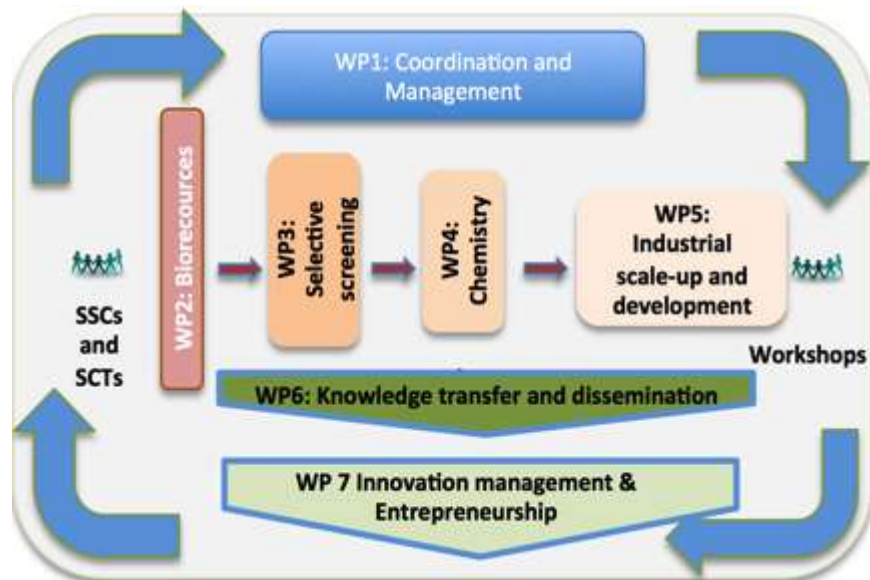 WP1: Coordination and
Management
WP2: Biorecources
WP3:
Selective
screening
WP4:
Chemistry
WP5:
Industrial
scale-up and
development
SSCs
and
SCTs
Workshops
WP6: Knowledge transfer and dissemination
WP 7 Innovation management &
Entrepreneurship